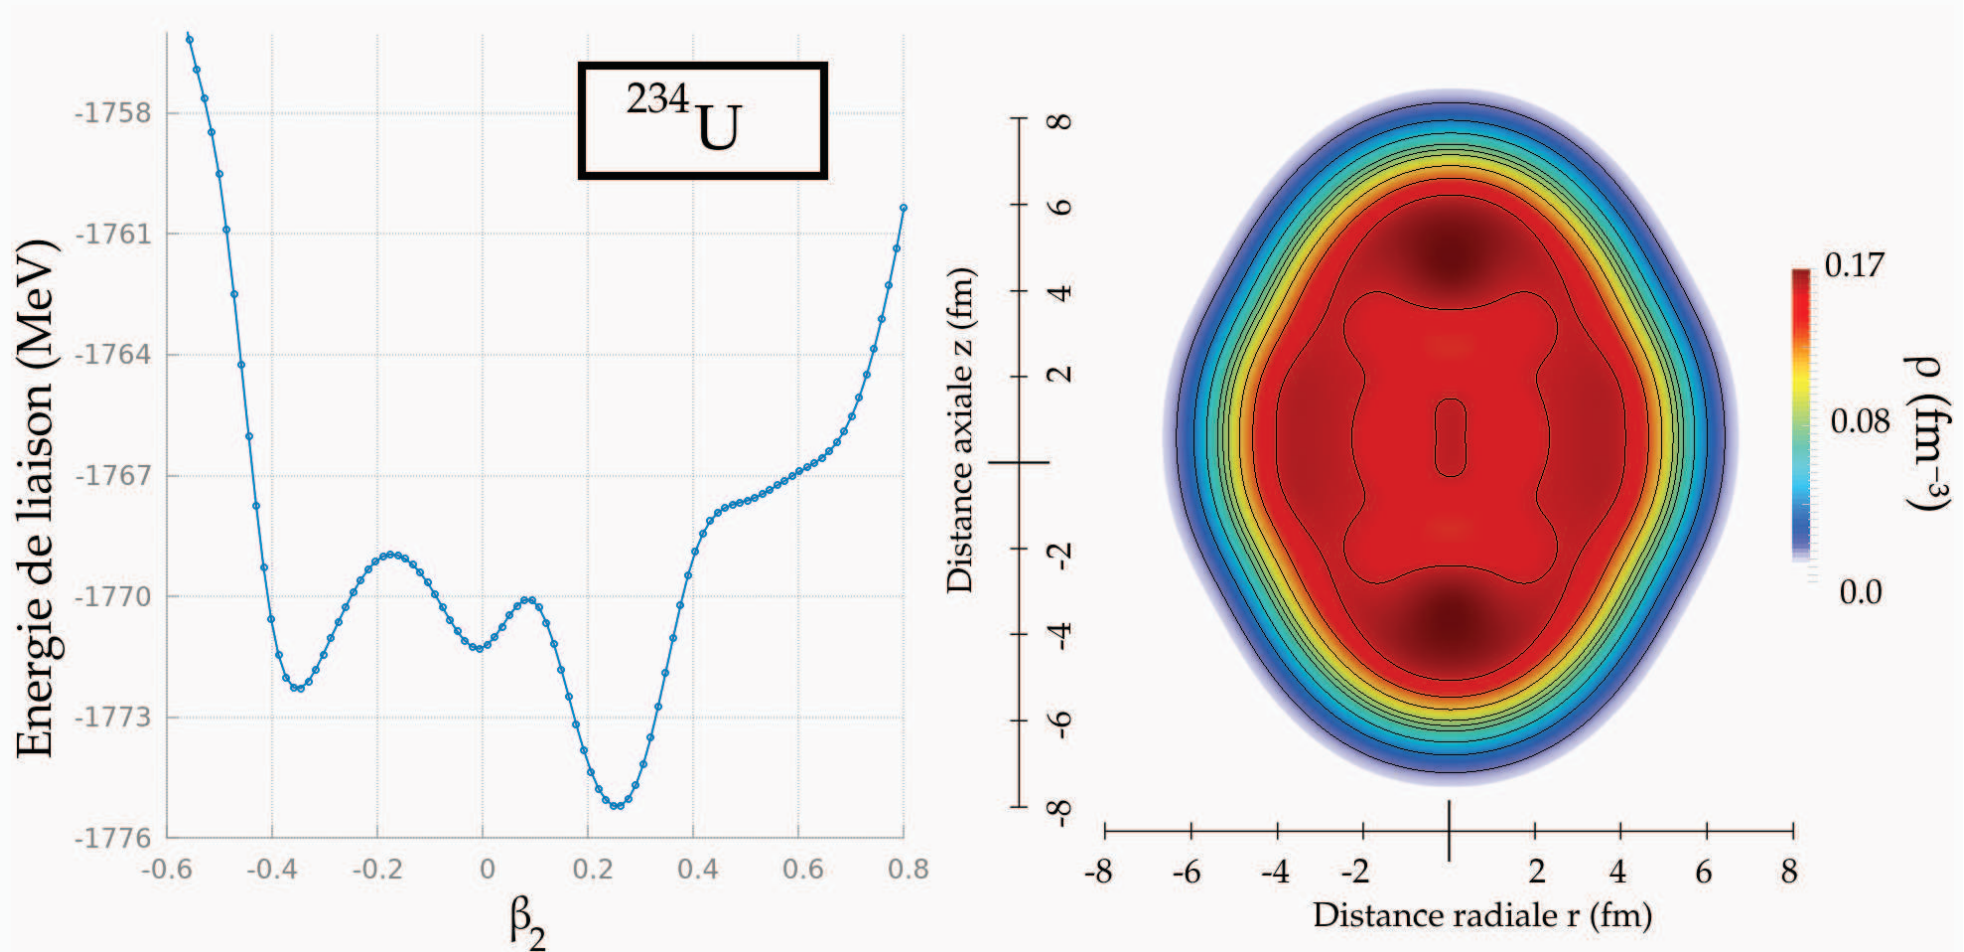 Energie de liaison (MeV)
-1758
-1761
-1764
-1767
-1770
-1773
-1776
-0.6 -0.4 -0.2 0 0.2 0.4 0.6 0.8
β₂
²³⁴U
Distance axiale z (fm)
8
6
4
2
-2
-4
-6
-8
-8 -6 -4 -2 2 4 6 8
Distance radiale r (fm)
0.17
0.08
0.0
ρ (fm⁻³)